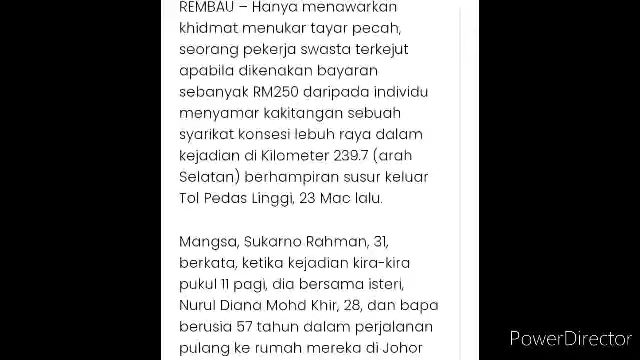 REMBAU – Hanya menawarkan
khidmat menukar tayar pecah,
seorang pekerja swasta terkejut
apabila dikenakan bayaran
sebanyak RM250 daripada individu
menyamar kakitangan sebuah
syarikat konsesi lebuh raya dalam
kejadian di Kilometer 239.7 (arah
Selatan) berhampiran susur keluar
Tol Pedas Linggi, 23 Mac lalu.
Mangsa, Sukarno Rahman, 31,
berkata, ketika kejadian kira-kira
pukul 11 pagi, dia bersama isteri,
Nurul Diana Mohd Khir, 28, dan bapa
berusia 57 tahun dalam perjalanan
pulang ke rumah mereka di Johor
PowerDirector